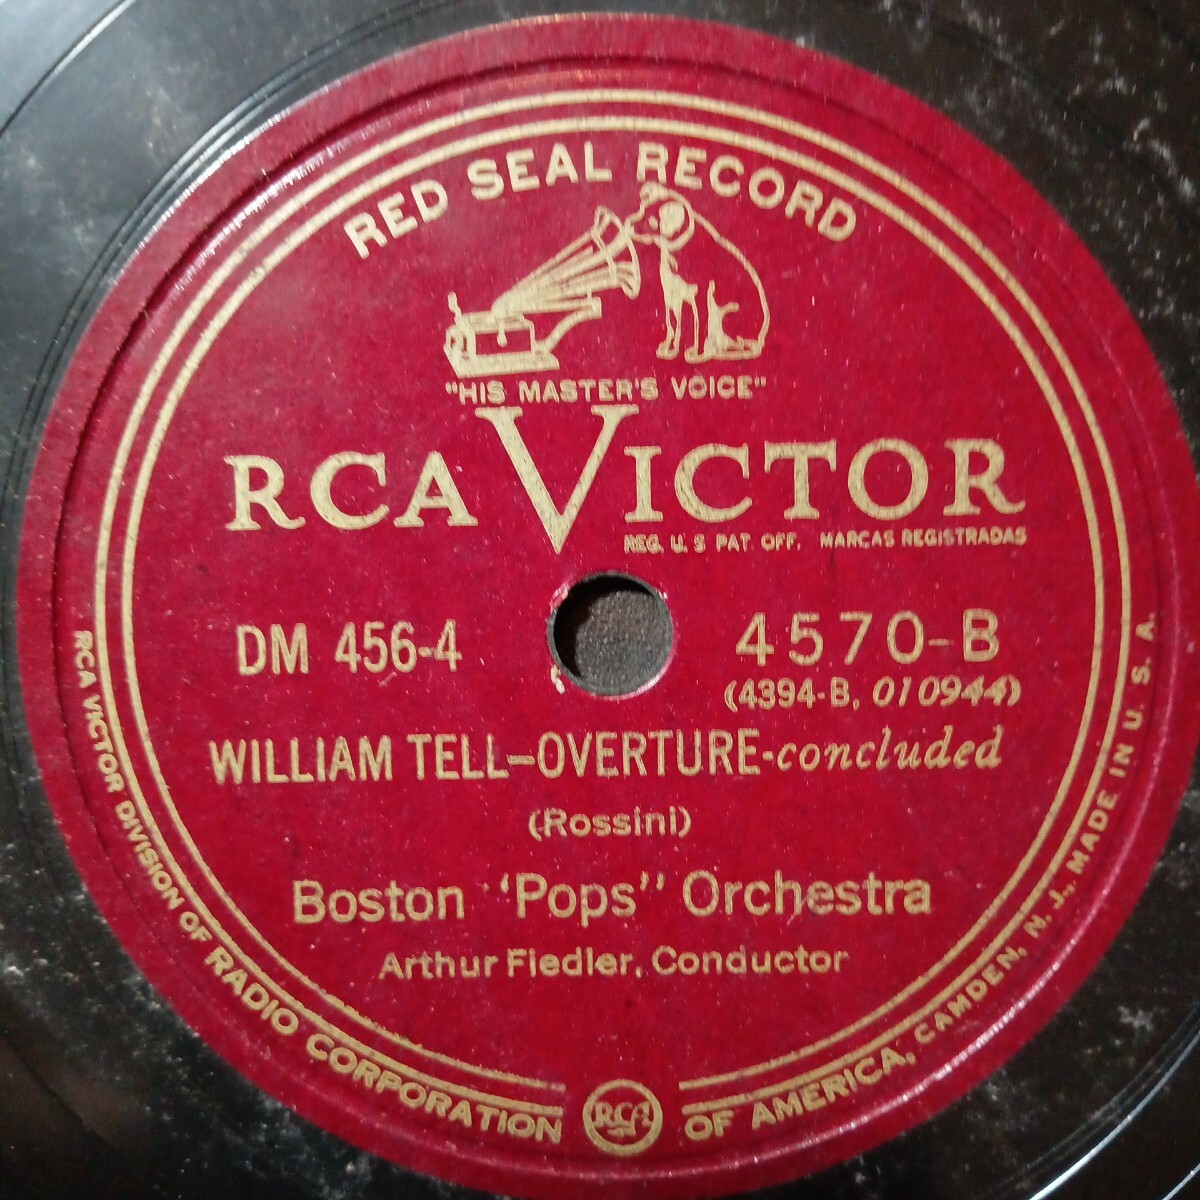 RED SEAL RECORD
"HIS MASTER'S VOICE"
RCA VICTOR
REG. U. S PAT. OFF. MARCAS REGISTRADAS
DM 456-4
4570-B
(4394-B, 010944)
WILLIAM TELL-OVERTURE-concluded
(Rossini)
Boston "Pops" Orchestra
Arthur Fiedler, Conductor
RCA VICTOR DIVISION OF RADIO CORPORATION RCA OF AMERICA, CAMDEN, N. J., MADE IN U. S. A.